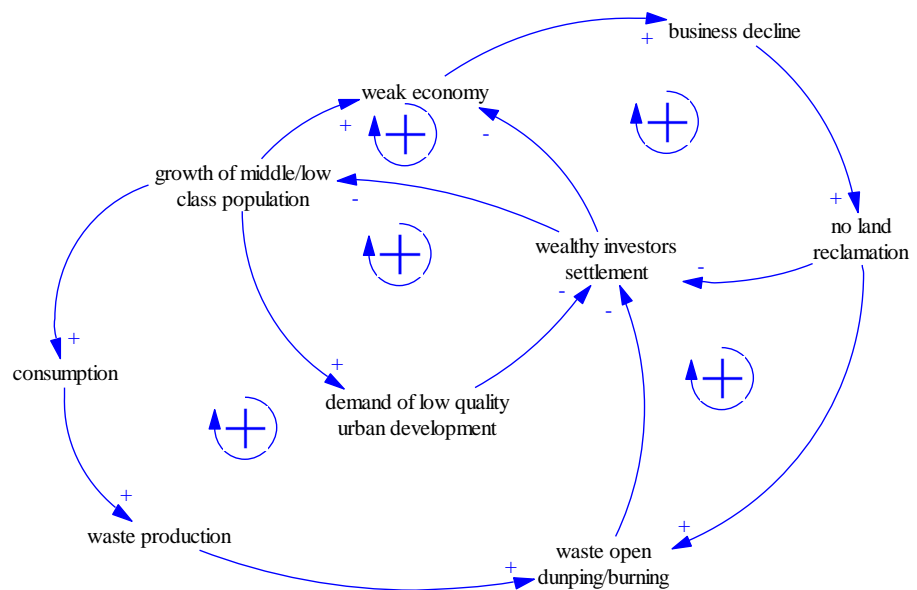 business decline
weak economy
growth of middle/low
class population
no land
reclamation
wealthy investors
settlement
consumption
demand of low quality
urban development
waste production
waste open
dunping/burning
+
+
+
-
-
-
-
-
+
+
+
+
+
+
+
+
+
+